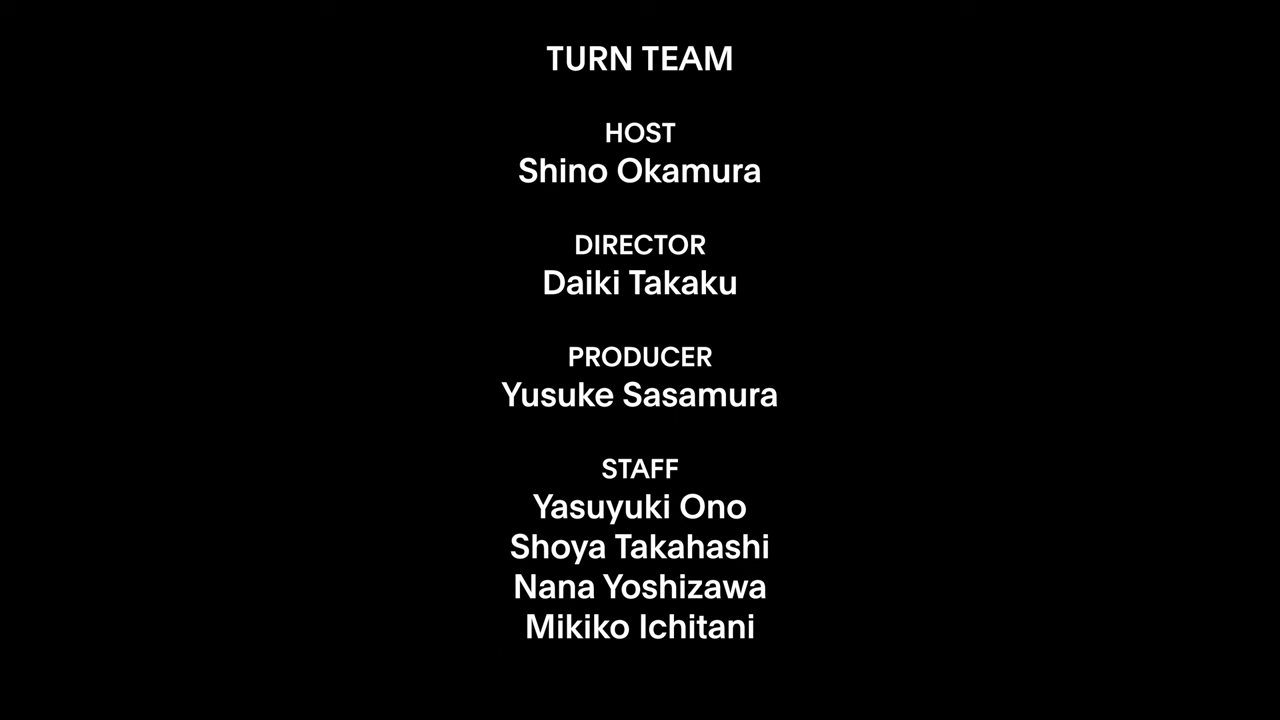 TURN TEAM
HOST
Shino Okamura
DIRECTOR
Daiki Takaku
PRODUCER
Yusuke Sasamura
STAFF
Yasuyuki Ono
Shoya Takahashi
Nana Yoshizawa
Mikiko Ichitani